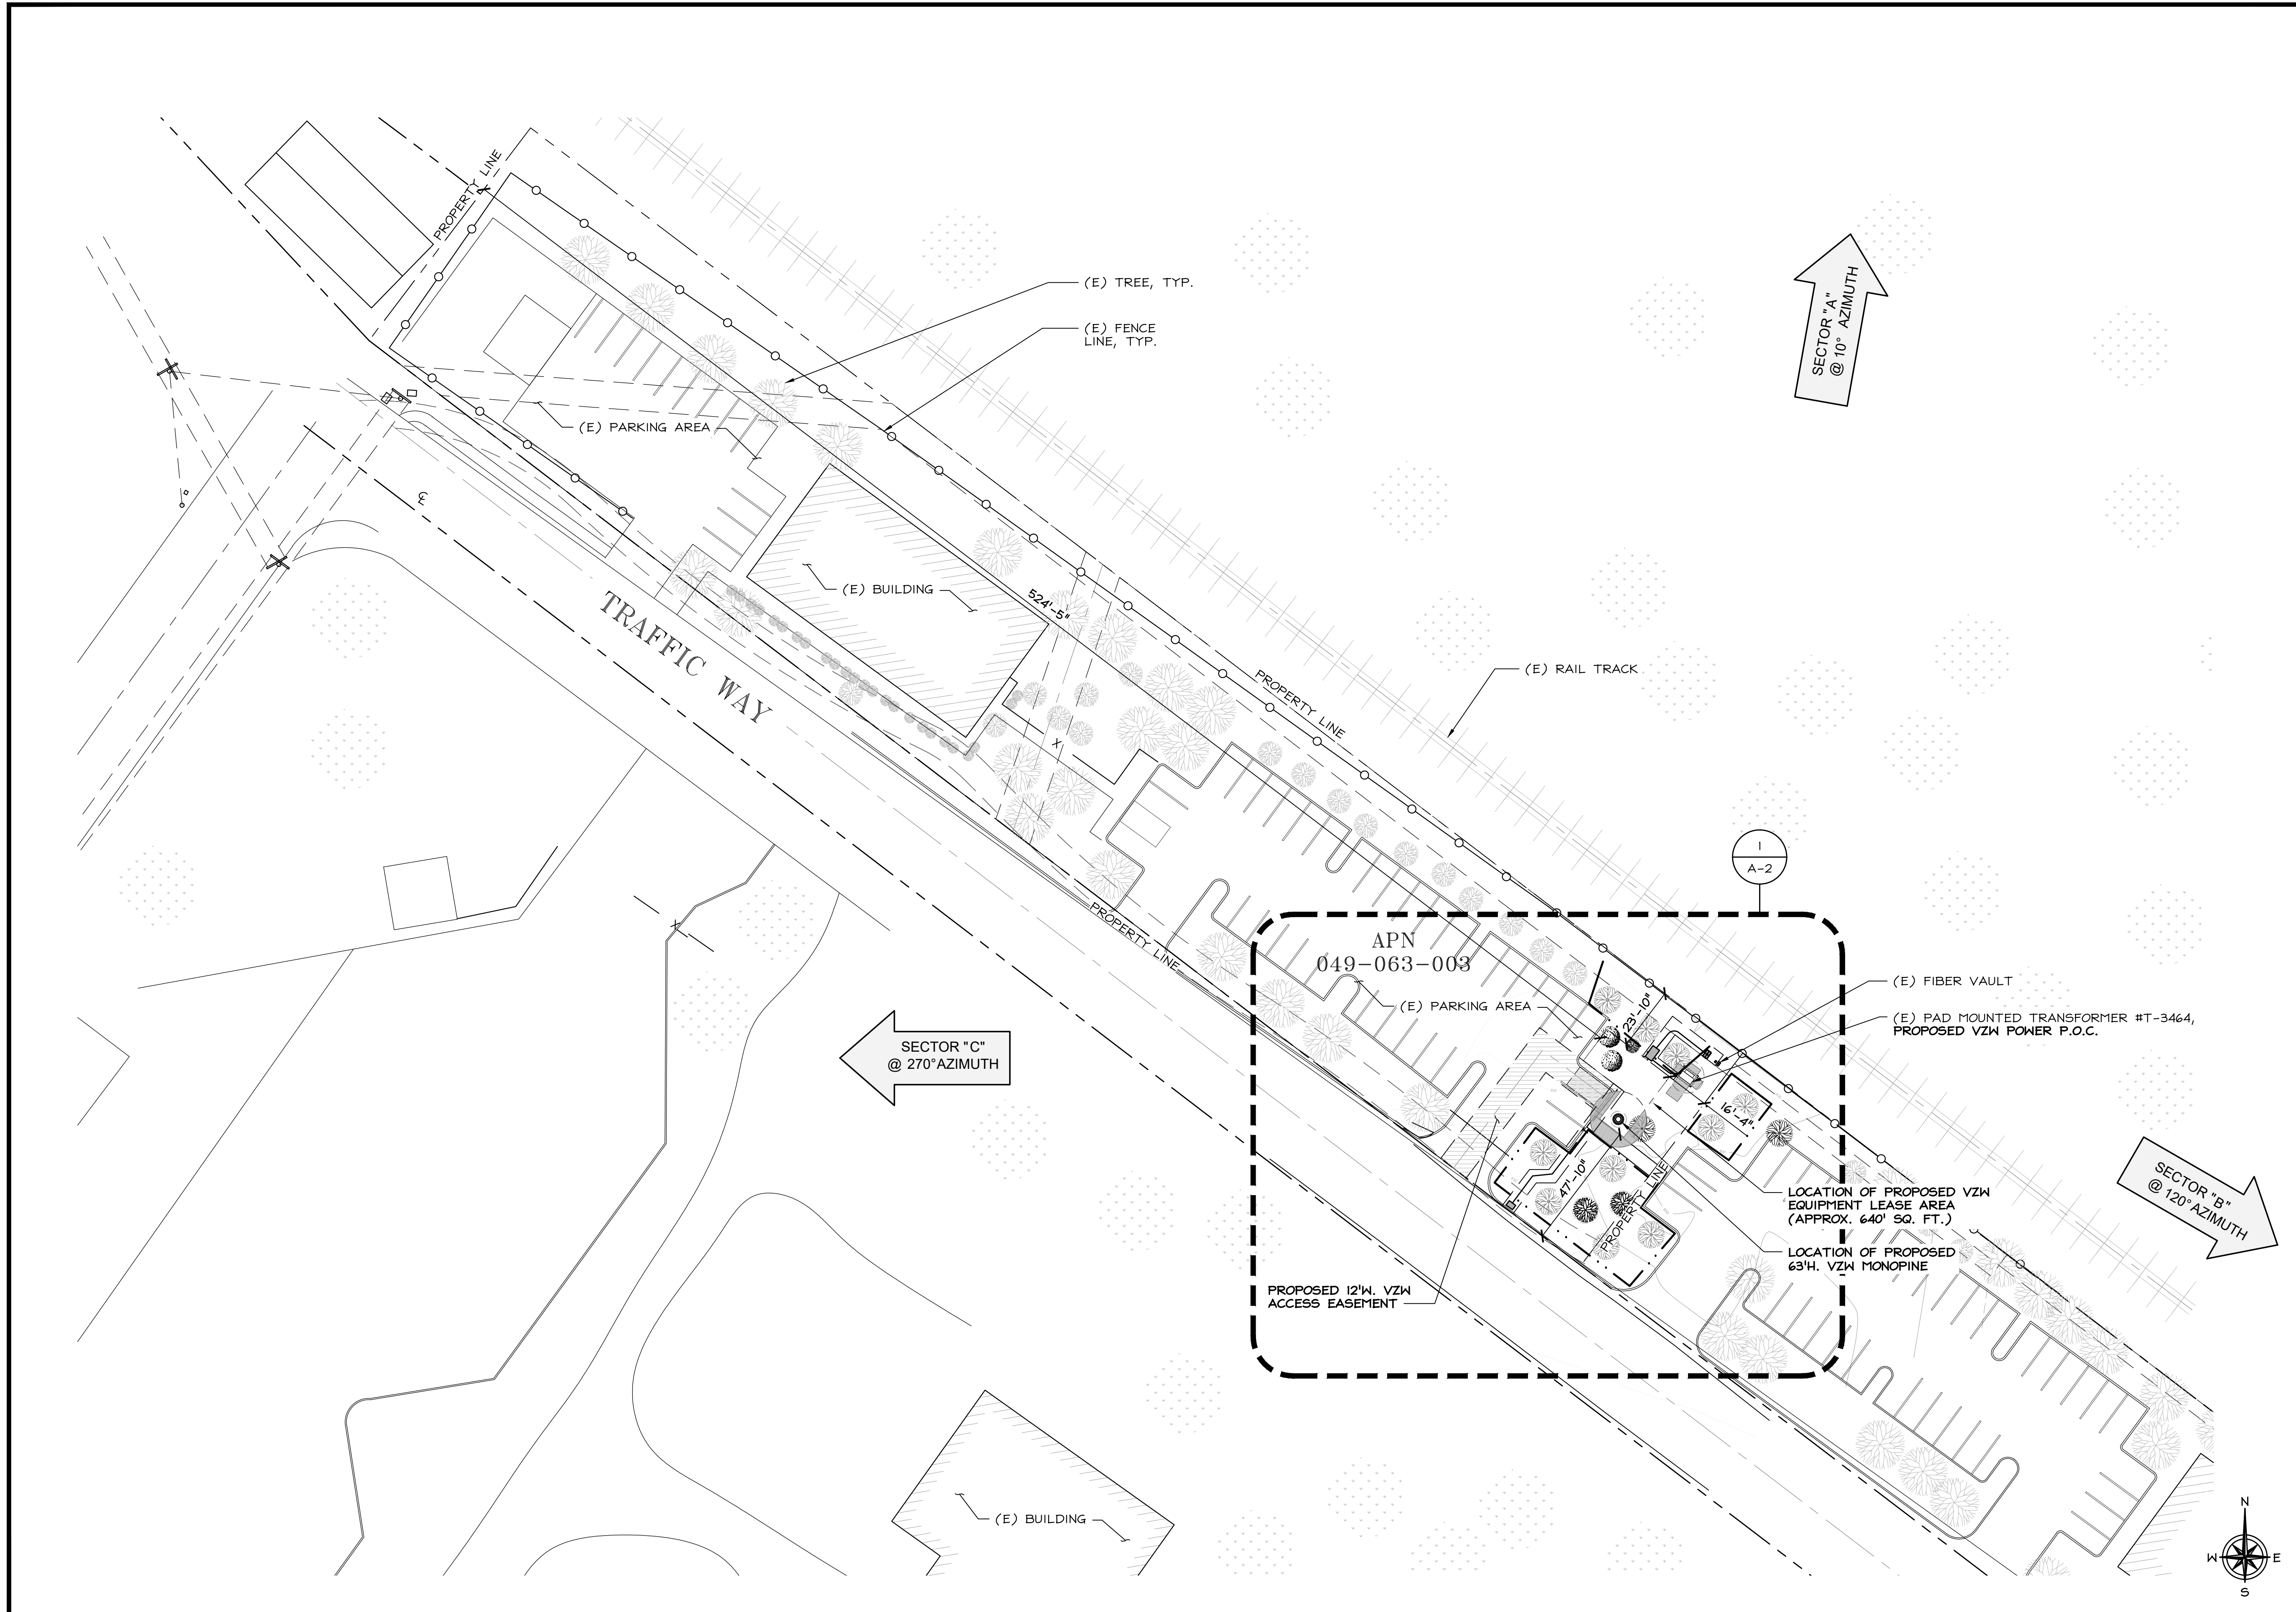 PROPERTY LINE
(E) TREE, TYP.
(E) FENCE
LINE, TYP.
SECTOR "A"
@ 10° AZIMUTH
(E) PARKING AREA
℄
(E) BUILDING
524'-5"
TRAFFIC WAY
PROPERTY LINE
(E) RAIL TRACK
1
A-2
PROPERTY LINE
APN
049-063-003
(E) PARKING AREA
23'-10"
(E) FIBER VAULT
(E) PAD MOUNTED TRANSFORMER #T-3464,
PROPOSED VZW POWER P.O.C.
SECTOR "C"
@ 270°AZIMUTH
16'-4"
47'-10"
PROPERTY LINE
LOCATION OF PROPOSED VZW
EQUIPMENT LEASE AREA
(APPROX. 640' SQ. FT.)
LOCATION OF PROPOSED
63'H. VZW MONOPINE
SECTOR "B"
@ 120°AZIMUTH
PROPOSED 12'W. VZW
ACCESS EASEMENT
(E) BUILDING
N
W E
S